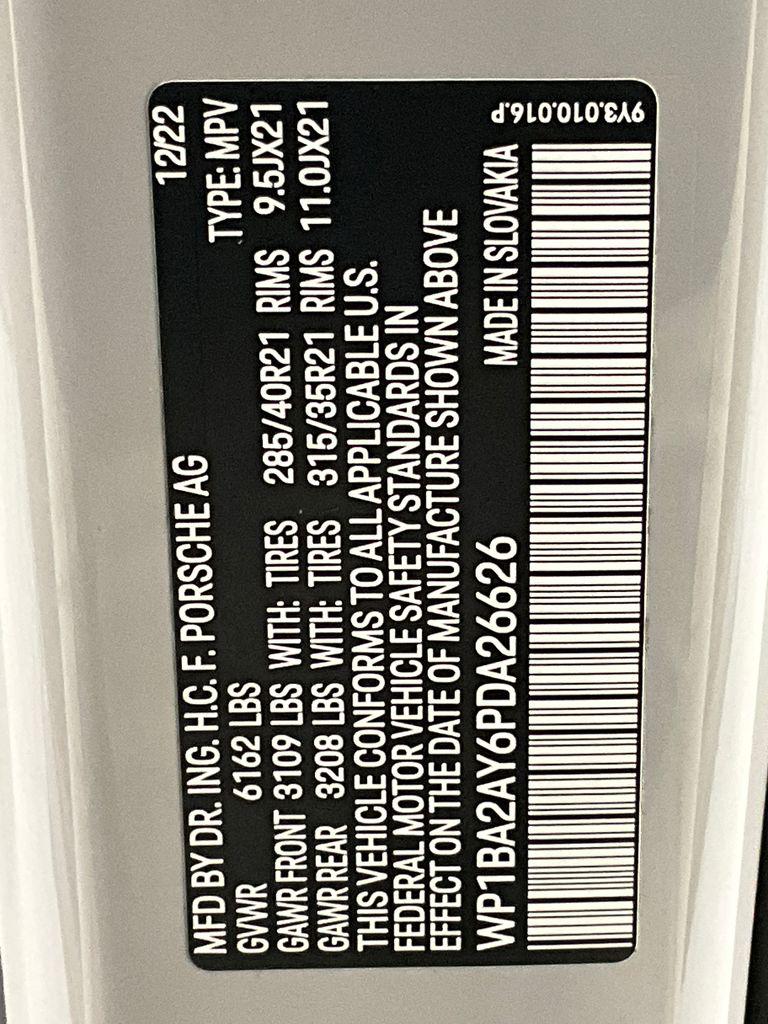 MFD BY DR. ING. H.C. F. PORSCHE AG 12/22
GVWR 6162 LBS TYPE: MPV
GAWR FRONT 3109 LBS WITH: TIRES 285/40R21 RIMS 9.5JX21
GAWR REAR 3208 LBS WITH: TIRES 315/35R21 RIMS 11.0JX21
THIS VEHICLE CONFORMS TO ALL APPLICABLE U.S.
FEDERAL MOTOR VEHICLE SAFETY STANDARDS IN
EFFECT ON THE DATE OF MANUFACTURE SHOWN ABOVE
WP1BA2AY6PDA26626 MADE IN SLOVAKIA
9Y3.010.016.P